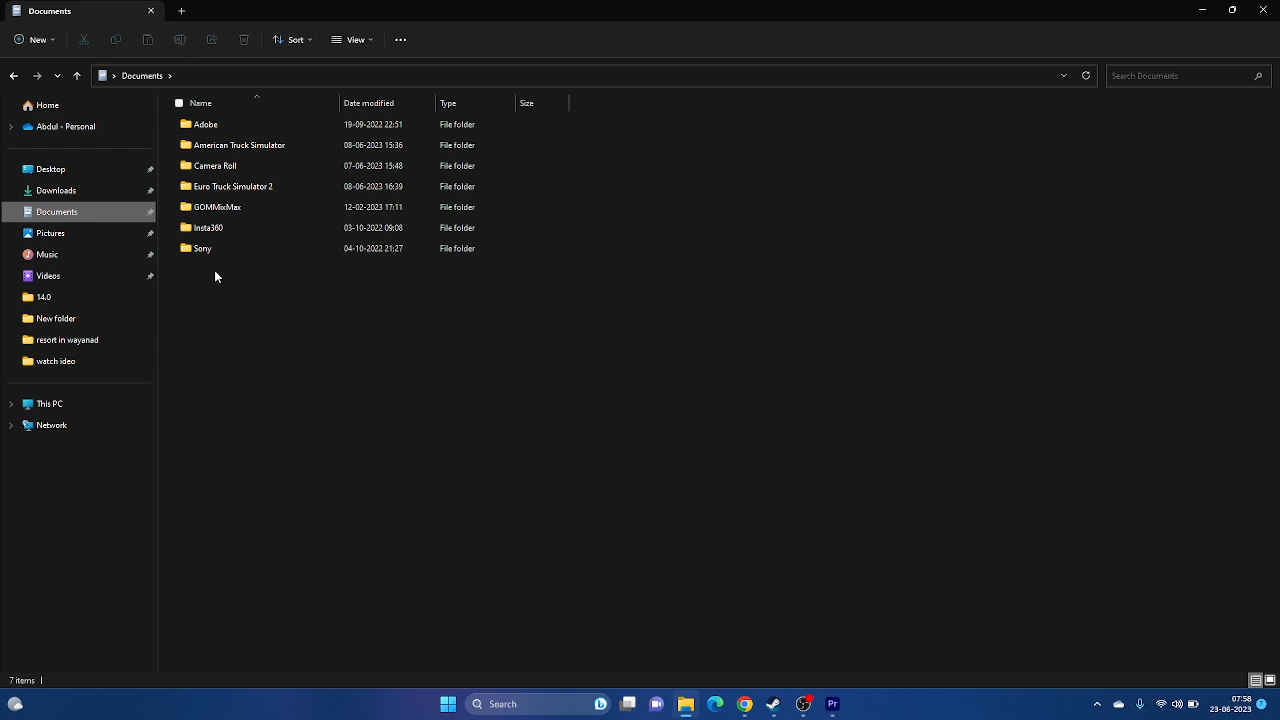 Documents
New
Sort
View
Documents
Search Documents
Name
Date modified
Type
Size
Home
Abdul - Personal
Desktop
Downloads
Documents
Pictures
Music
Videos
14.0
New folder
resort in wayanad
watch ideo
This PC
Network
Adobe 19-09-2022 22:51 File folder
American Truck Simulator 08-06-2023 15:36 File folder
Camera Roll 07-06-2023 15:48 File folder
Euro Truck Simulator 2 08-06-2023 16:39 File folder
GOMMixMax 12-02-2023 17:11 File folder
Insta360 03-10-2022 09:08 File folder
Sony 04-10-2022 21:27 File folder
7 items
Search
Pr
07:58
23-06-2023
7